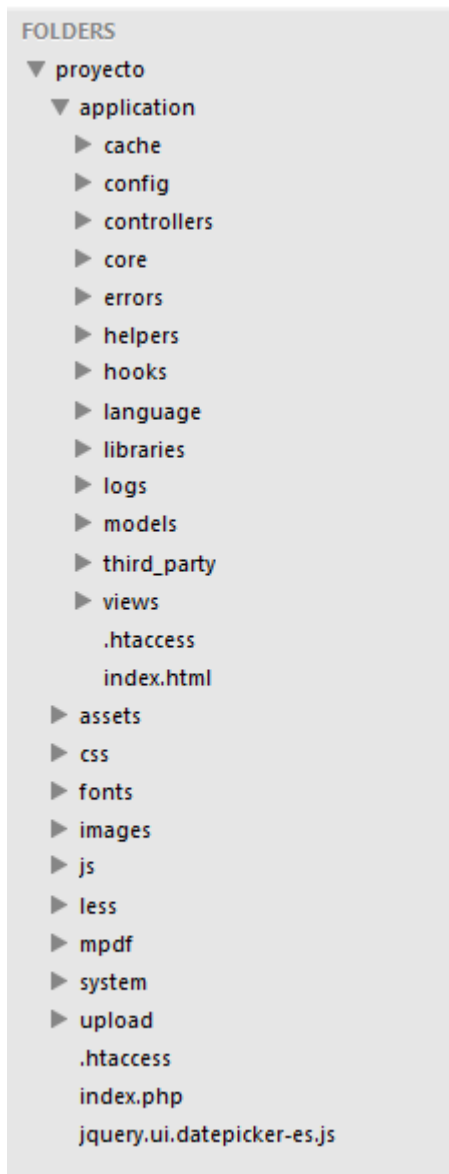 FOLDERS
proyecto
application
cache
config
controllers
core
errors
helpers
hooks
language
libraries
logs
models
third_party
views
.htaccess
index.html
assets
css
fonts
images
js
less
mpdf
system
upload
.htaccess
index.php
jquery.ui.datepicker-es.js